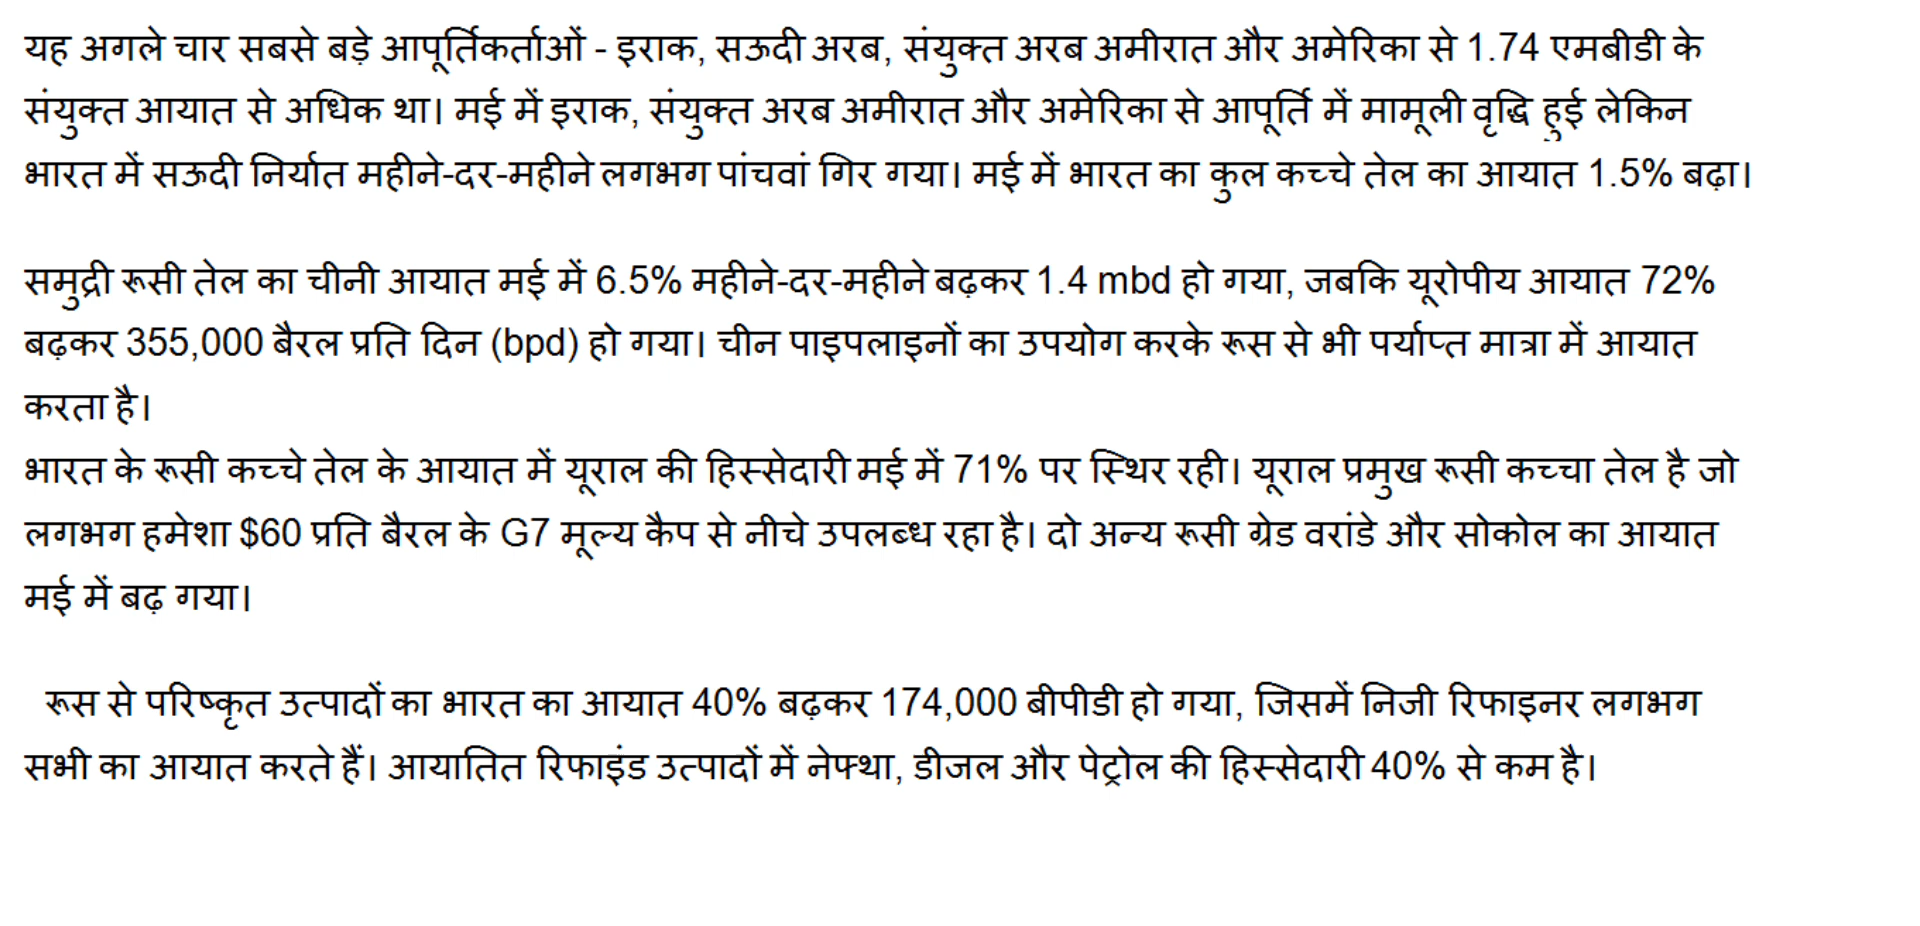 यह अगले चार सबसे बड़े आपूर्तिकर्ताओं - इराक, सऊदी अरब, संयुक्त अरब अमीरात और अमेरिका से 1.74 एमबीडी के
संयुक्त आयात से अधिक था। मई में इराक, संयुक्त अरब अमीरात और अमेरिका से आपूर्ति में मामूली वृद्धि हुई लेकिन
भारत में सऊदी निर्यात महीने-दर-महीने लगभग पांचवां गिर गया। मई में भारत का कुल कच्चे तेल का आयात 1.5% बढ़ा।
समुद्री रूसी तेल का चीनी आयात मई में 6.5% महीने-दर-महीने बढ़कर 1.4 mbd हो गया, जबकि यूरोपीय आयात 72%
बढ़कर 355,000 बैरल प्रति दिन (bpd) हो गया। चीन पाइपलाइनों का उपयोग करके रूस से भी पर्याप्त मात्रा में आयात
करता है।
भारत के रूसी कच्चे तेल के आयात में यूराल की हिस्सेदारी मई में 71% पर स्थिर रही। यूराल प्रमुख रूसी कच्चा तेल है जो
लगभग हमेशा $60 प्रति बैरल के G7 मूल्य कैप से नीचे उपलब्ध रहा है। दो अन्य रूसी ग्रेड वरांडे और सोकोल का आयात
मई में बढ़ गया।
रूस से परिष्कृत उत्पादों का भारत का आयात 40% बढ़कर 174,000 बीपीडी हो गया, जिसमें निजी रिफाइनर लगभग
सभी का आयात करते हैं। आयातित रिफाइंड उत्पादों में नेफ्था, डीजल और पेट्रोल की हिस्सेदारी 40% से कम है।